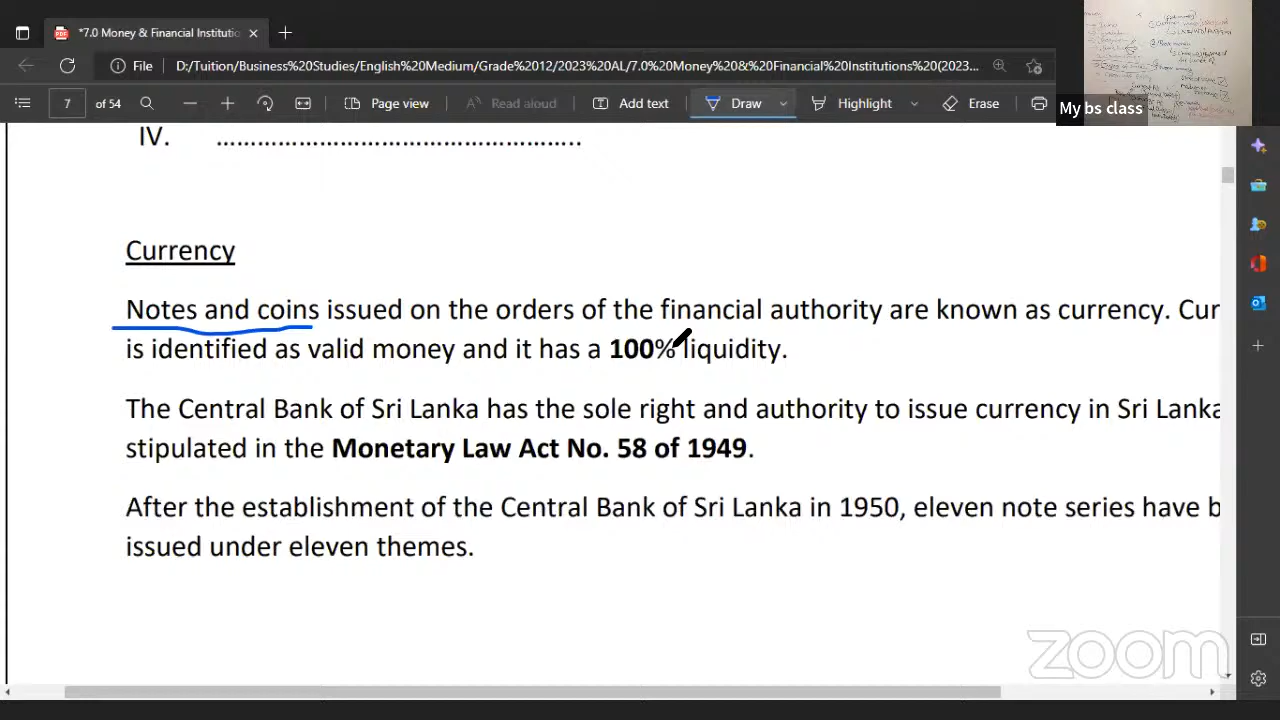 *7.0 Money & Financial Institutio
File
D:/Tuition/Business%20Studies/English%20Medium/Grade%2012/2023%20AL/7.0%20Money%20&%20Financial%20Institutions%20(2023...
7 of 54
Page view
Read aloud
Add text
Draw
Highlight
Erase
My bs class
IV. ……………………………………………..
Currency
Notes and coins issued on the orders of the financial authority are known as currency. Cur
is identified as valid money and it has a 100% liquidity.
The Central Bank of Sri Lanka has the sole right and authority to issue currency in Sri Lanka
stipulated in the Monetary Law Act No. 58 of 1949.
After the establishment of the Central Bank of Sri Lanka in 1950, eleven note series have b
issued under eleven themes.
zoom